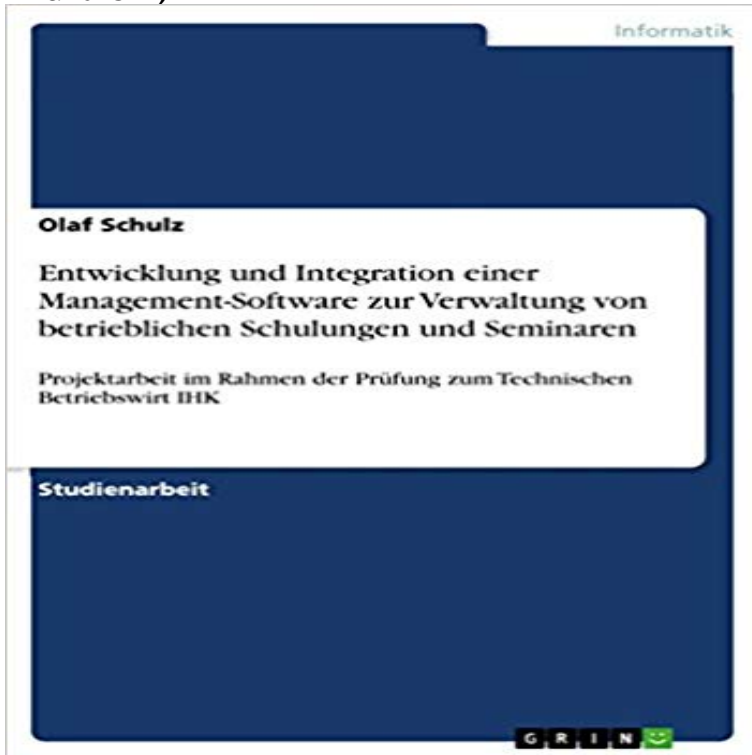 Informatik
Olaf Schulz
Entwicklung und Integration einer
Management-Software zur Verwaltung von
betrieblichen Schulungen und Seminaren
Projektarbeit im Rahmen der Prüfung zum Technischen
Betriebswirt IHK
Studienarbeit
GRIN